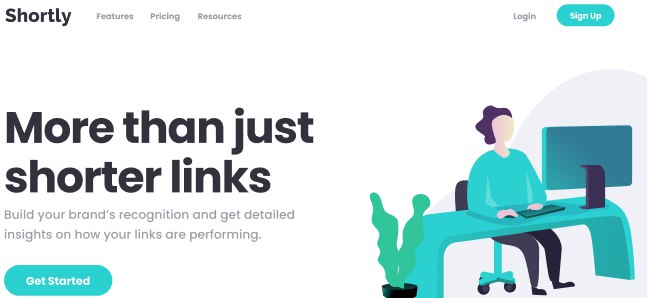 Shortly Features Pricing Resources Login Sign Up
More than just
shorter links
Build your brand's recognition and get detailed
insights on how your links are performing.
Get Started